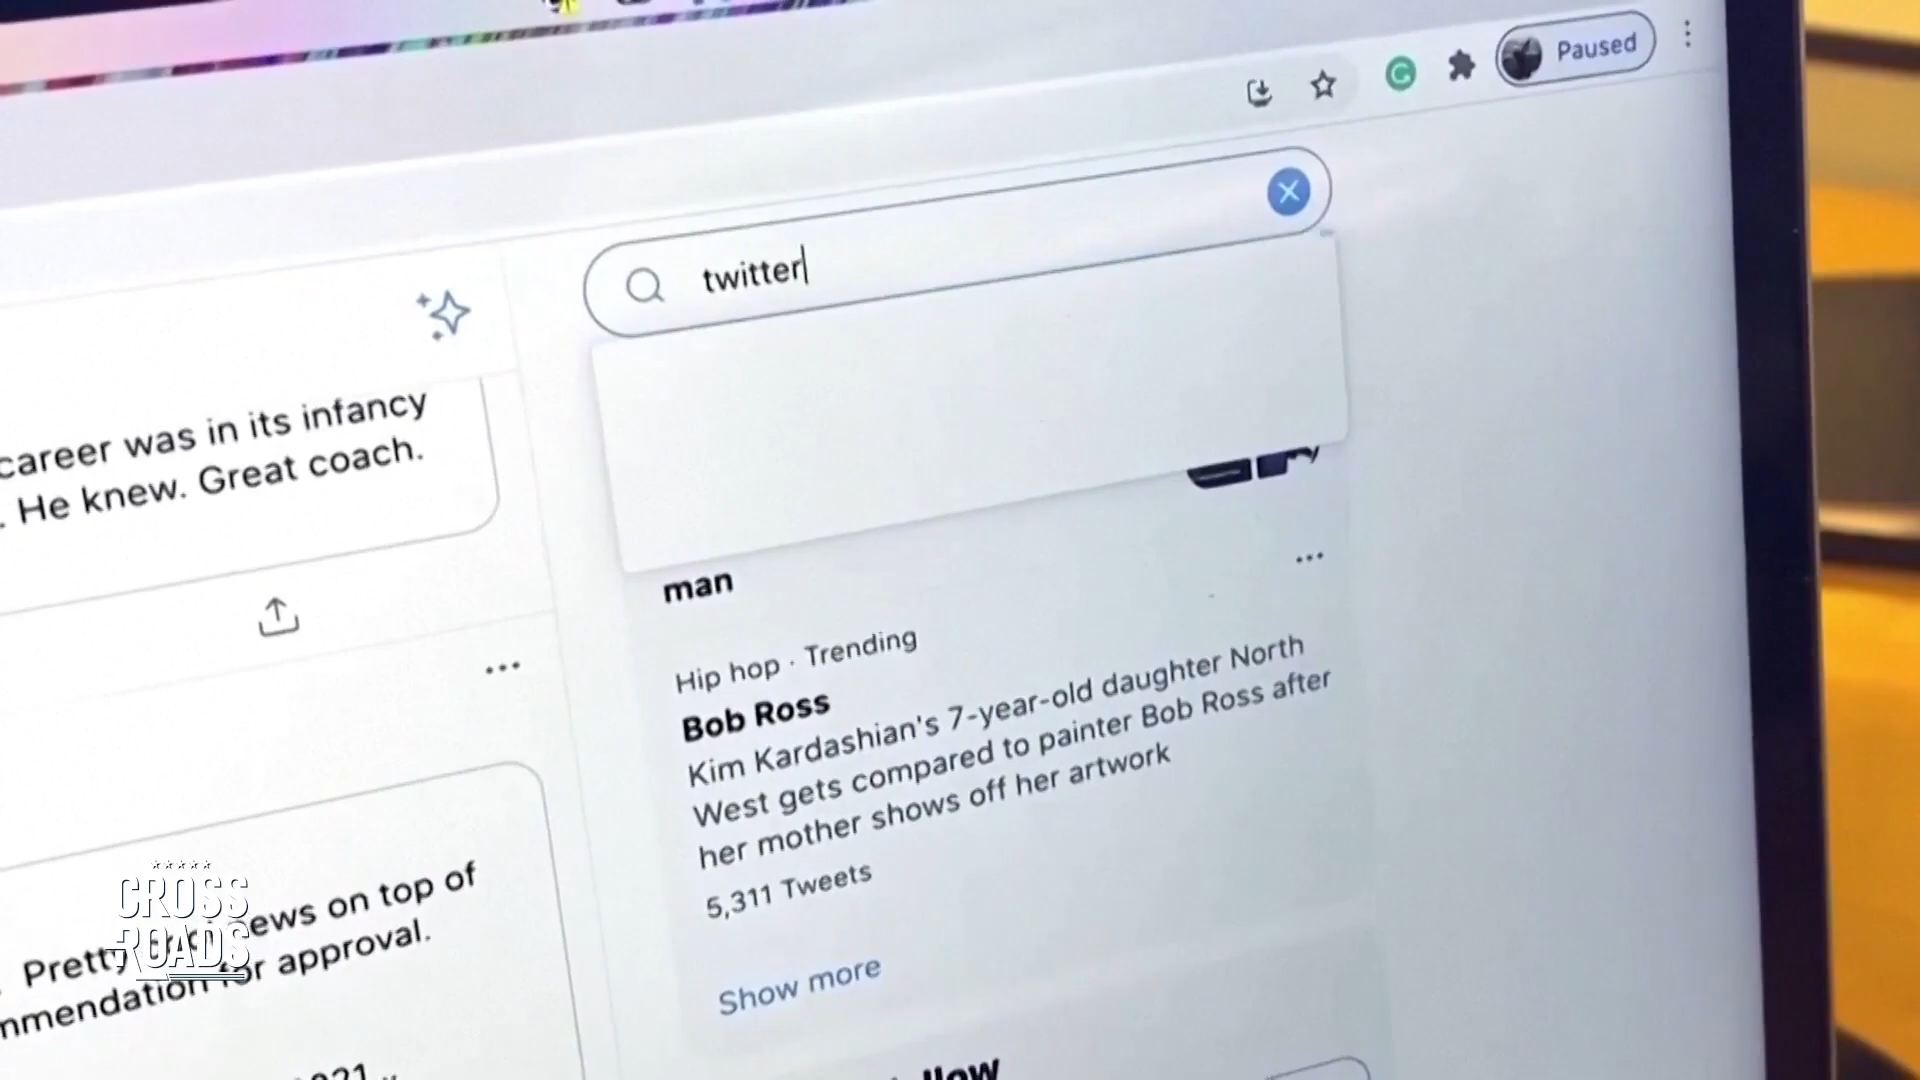 Paused
twitter
career was in its infancy
. He knew. Great coach.
man
Hip hop · Trending
Bob Ross
Kim Kardashian's 7-year-old daughter North
West gets compared to painter Bob Ross after
her mother shows off her artwork
5,311 Tweets
Show more
CROSS
ROADS
news on top of
. Pretty
for approval.